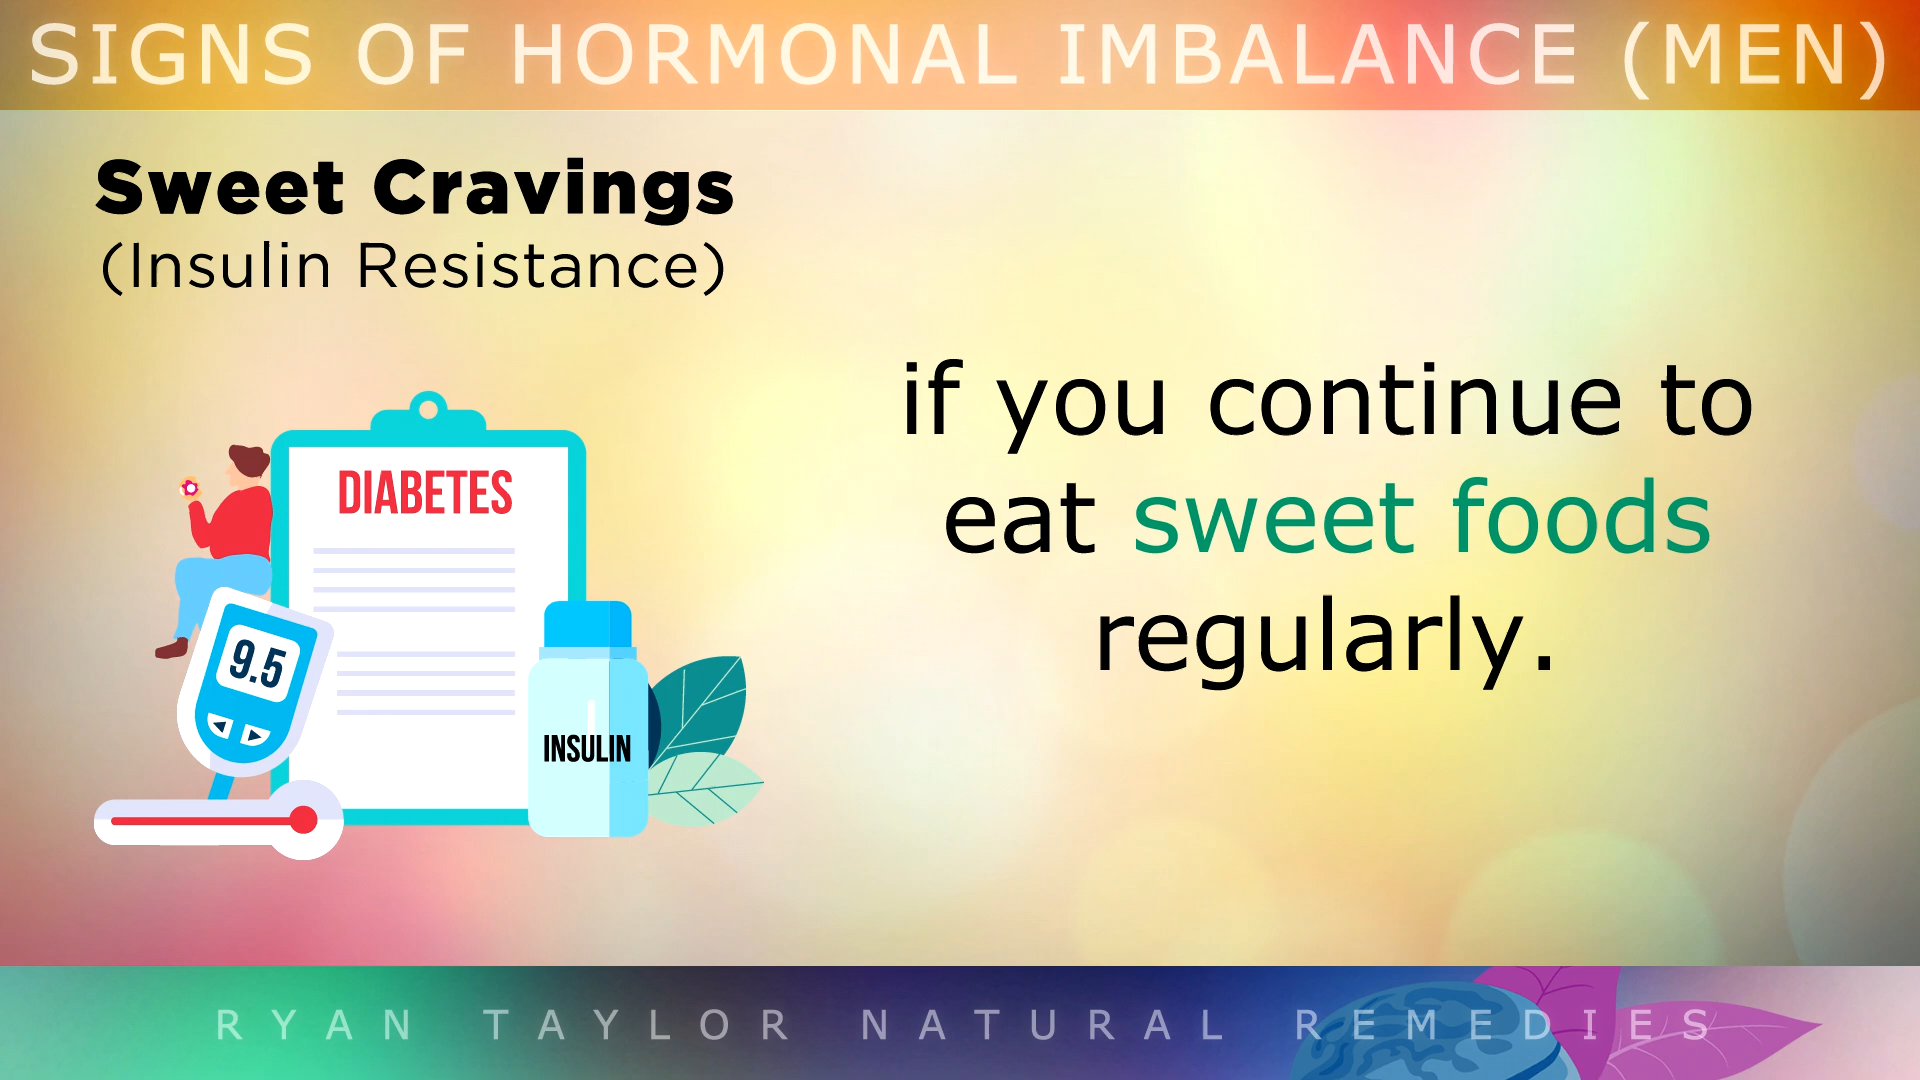 SIGNS OF HORMONAL IMBALANCE (MEN)
Sweet Cravings
(Insulin Resistance)
if you continue to
eat sweet foods
regularly.
DIABETES
9.5
INSULIN
RYAN TAYLOR NATURAL REMEDIES